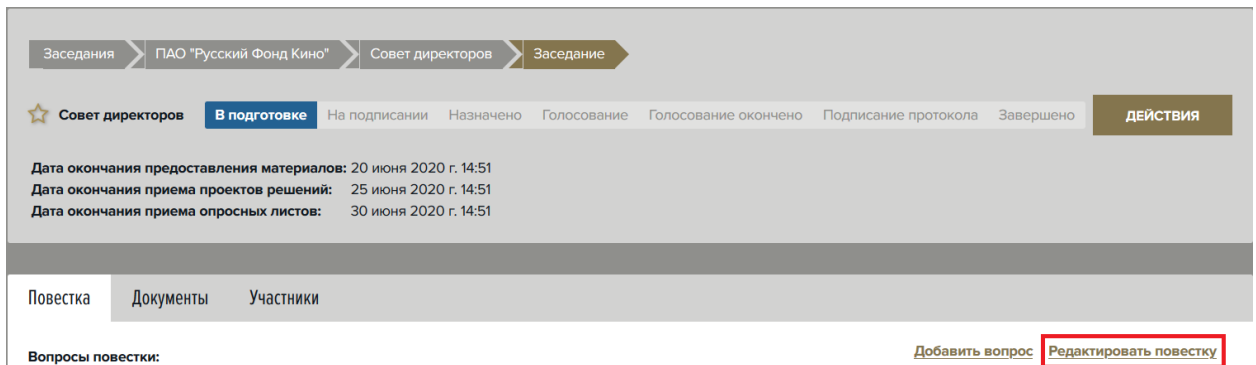 Заседания ПАО "Русский Фонд Кино" Совет директоров Заседание
Совет директоров В подготовке На подписании Назначено Голосование Голосование окончено Подписание протокола Завершено ДЕЙСТВИЯ
Дата окончания предоставления материалов: 20 июня 2020 г. 14:51
Дата окончания приема проектов решений: 25 июня 2020 г. 14:51
Дата окончания приема опросных листов: 30 июня 2020 г. 14:51
Повестка Документы Участники
Вопросы повестки: Добавить вопрос Редактировать повестку